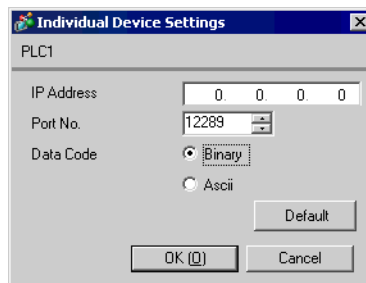 Individual Device Settings
PLC1
IP Address 0. 0. 0. 0
Port No. 12289
Data Code Binary
Ascii
Default
OK (O) Cancel